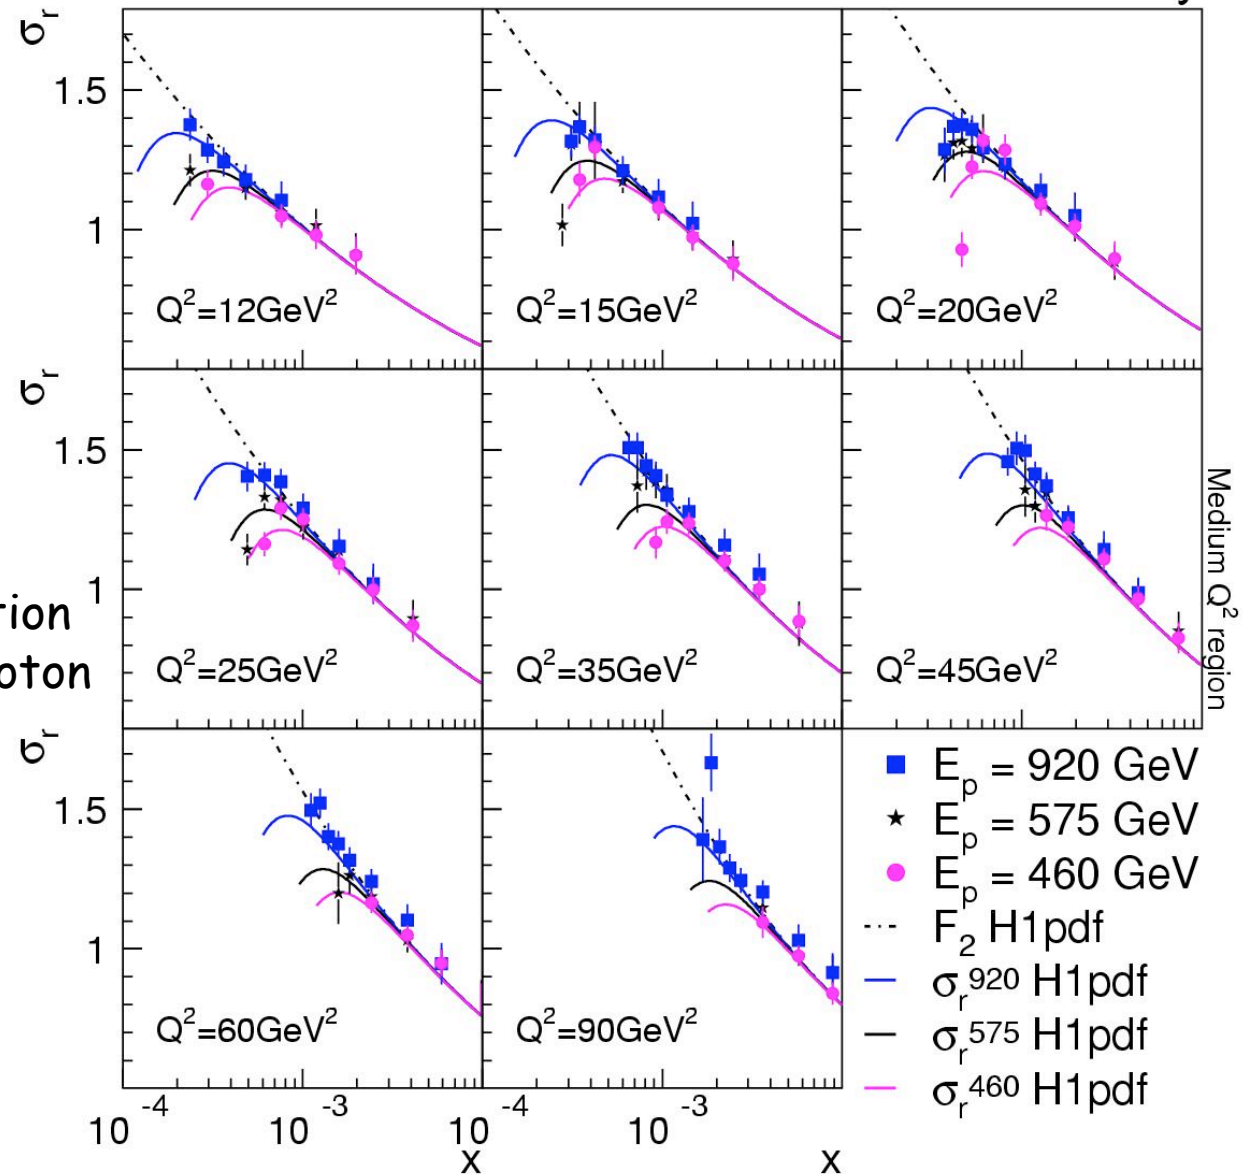 σr
1.5
1
Q²=12GeV²
Q²=15GeV²
Q²=20GeV²
σr
1.5
1
Q²=25GeV²
Q²=35GeV²
Q²=45GeV²
Medium Q² region
σr
1.5
1
Q²=60GeV²
Q²=90GeV²
Ep = 920 GeV
Ep = 575 GeV
Ep = 460 GeV
F₂ H1pdf
σr⁹²⁰ H1pdf
σr⁵⁷⁵ H1pdf
σr⁴⁶⁰ H1pdf
10⁻⁴
10⁻³
10⁻⁴
10⁻³
10
x
x